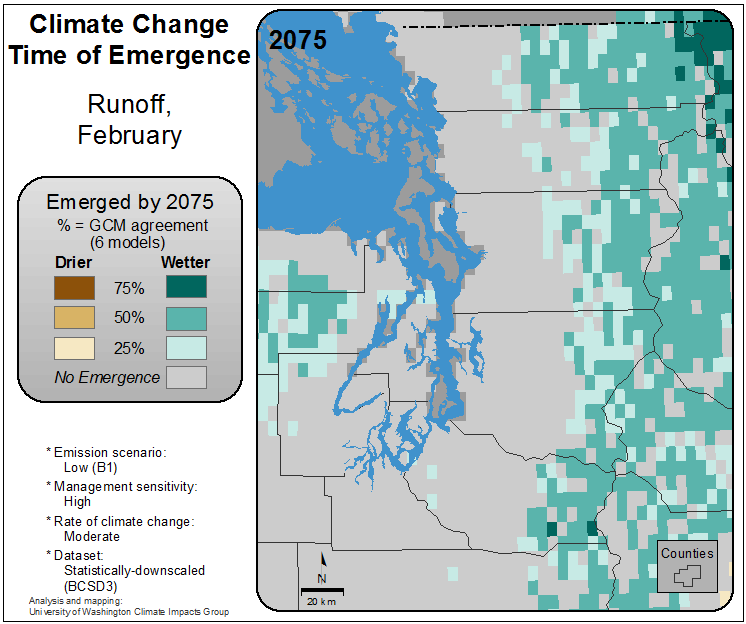 Climate Change
Time of Emergence
Runoff,
February
Emerged by 2075
% = GCM agreement
(6 models)
Drier Wetter
75%
50%
25%
No Emergence
* Emission scenario:
Low (B1)
* Management sensitivity:
High
* Rate of climate change:
Moderate
* Dataset:
Statistically-downscaled
(BCSD3)
Analysis and mapping:
University of Washington Climate Impacts Group
2075
N
20 km
Counties